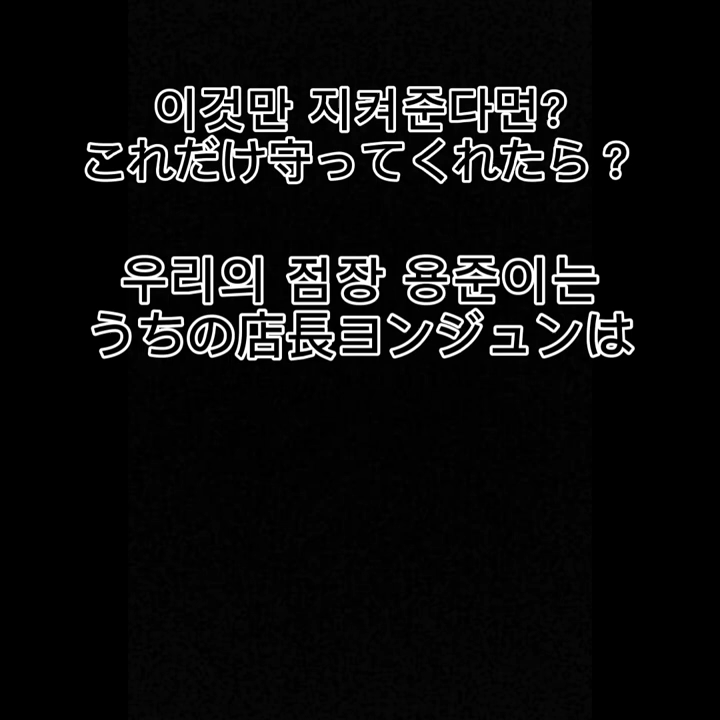 이것만 지켜준다면?
これだけ守ってくれたら？
우리의 점장 용준이는
うちの店長ヨンジュンは